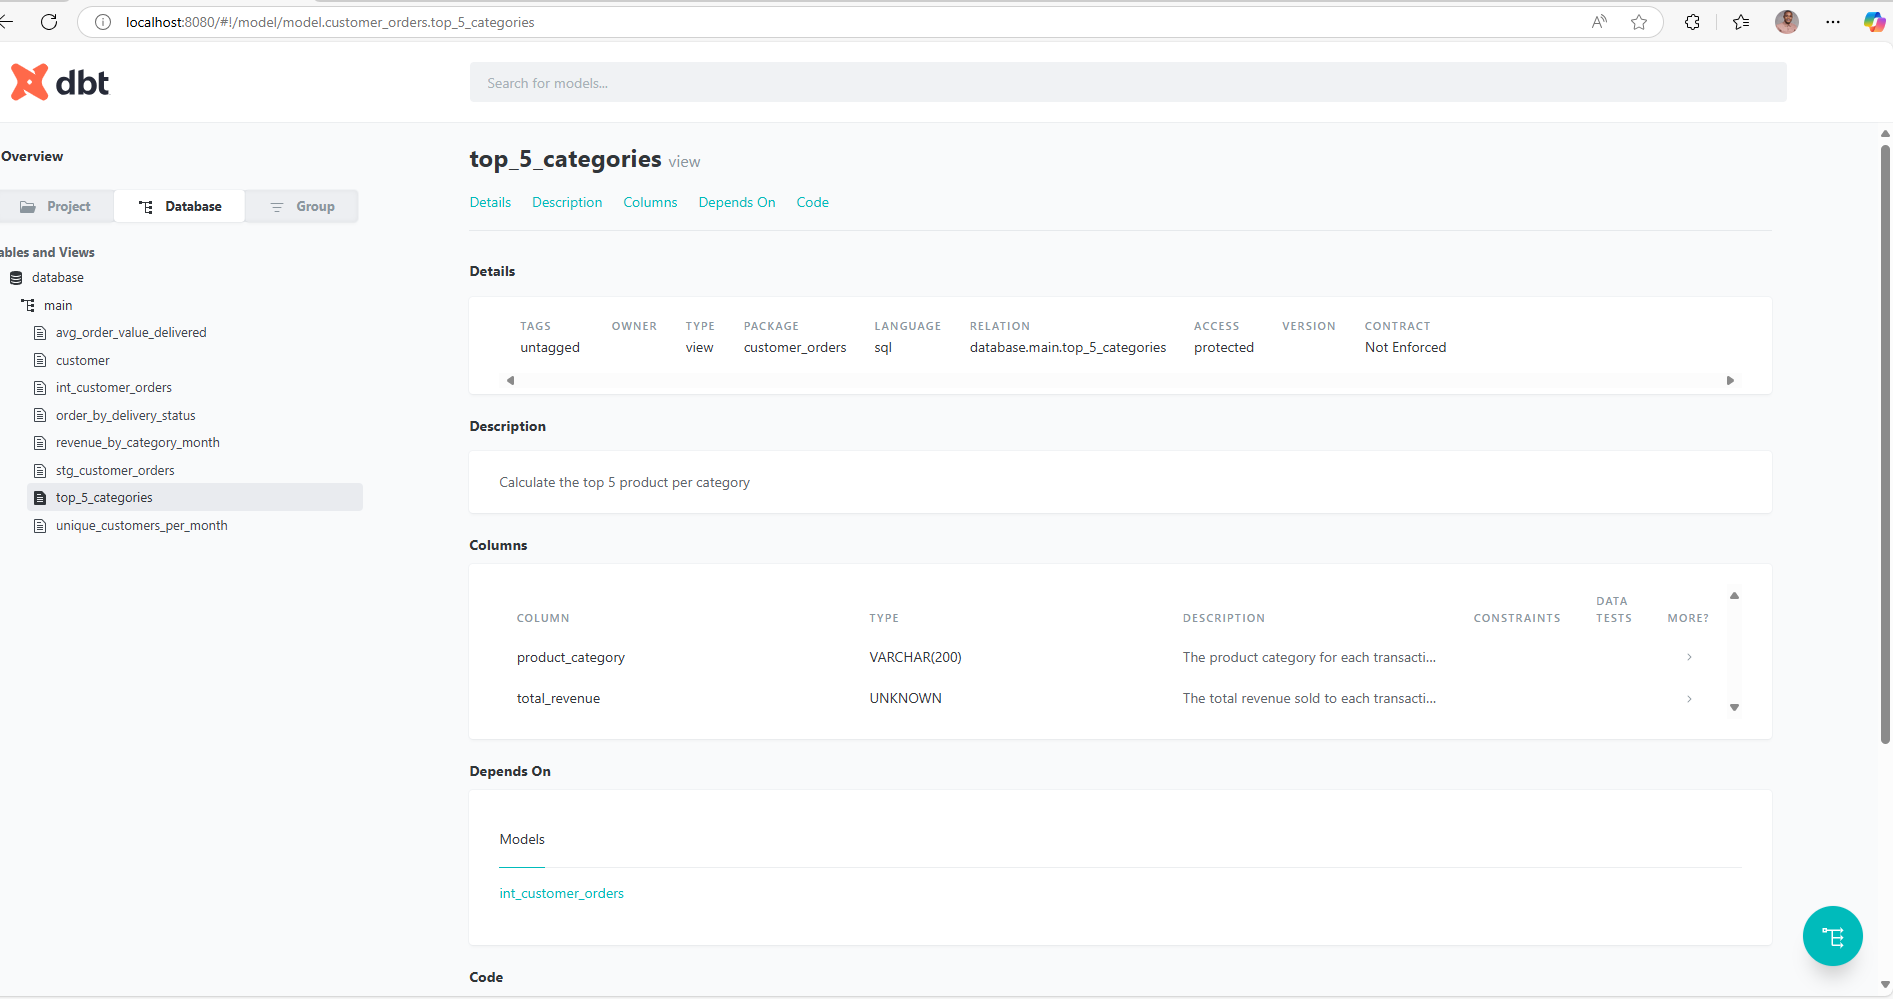 localhost:8080/#!/model/model.customer_orders.top_5_categories
dbt
Search for models...
Overview
Project Database Group
ables and Views
database
main
avg_order_value_delivered
customer
int_customer_orders
order_by_delivery_status
revenue_by_category_month
stg_customer_orders
top_5_categories
unique_customers_per_month
top_5_categories view
Details Description Columns Depends On Code
Details
TAGS OWNER TYPE PACKAGE LANGUAGE RELATION ACCESS VERSION CONTRACT
untagged view customer_orders sql database.main.top_5_categories protected Not Enforced
Description
Calculate the top 5 product per category
Columns
COLUMN TYPE DESCRIPTION CONSTRAINTS DATA TESTS MORE?
product_category VARCHAR(200) The product category for each transacti...
total_revenue UNKNOWN The total revenue sold to each transacti...
Depends On
Models
int_customer_orders
Code